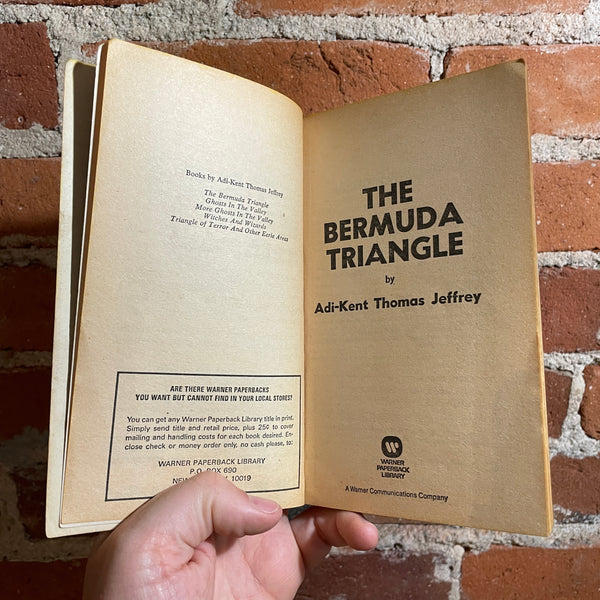 Books by Adi-Kent Thomas Jeffrey
The Bermuda Triangle
Ghosts In The Valley
More Ghosts In The Valley
Witches And Wizards
Triangle of Terror And Other Eerie Areas
ARE THERE WARNER PAPERBACKS
YOU WANT BUT CANNOT FIND IN YOUR LOCAL STORES?
You can get any Warner Paperback Library title in print.
Simply send title and retail price, plus 25¢ to cover
mailing and handling costs for each book desired. En-
close check or money order only, no cash please, to:
WARNER PAPERBACK LIBRARY
P.O. BOX 690
NEW 10019
THE
BERMUDA
TRIANGLE
by
Adi-Kent Thomas Jeffrey
WARNER
PAPERBACK
LIBRARY
A Warner Communications Company